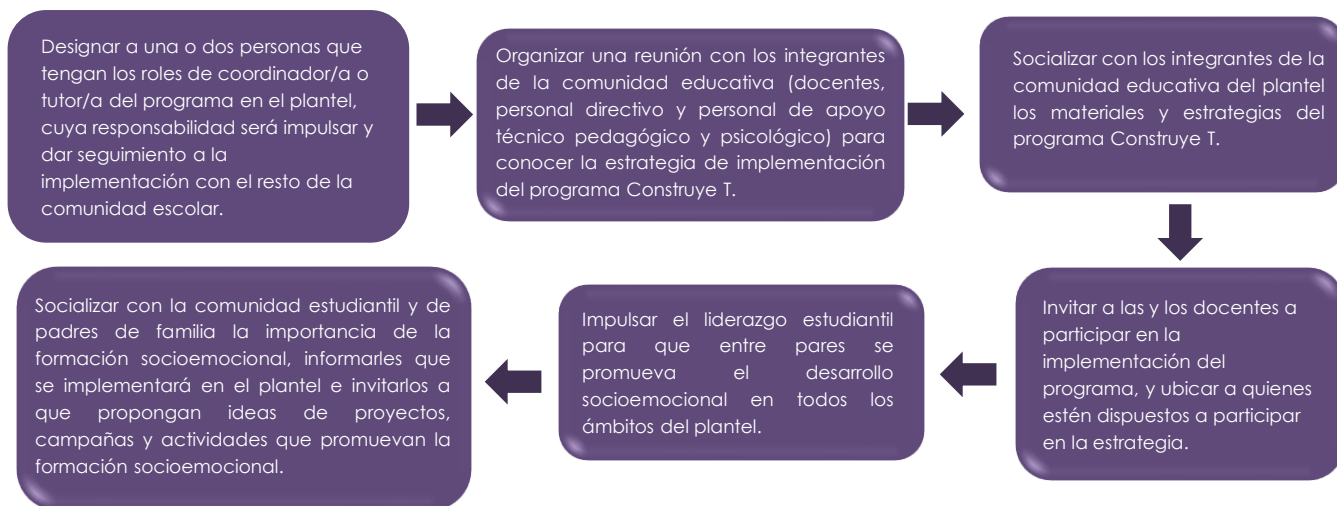 Designar a una o dos personas que
tengan los roles de coordinador/a o
tutor/a del programa en el plantel,
cuya responsabilidad será impulsar y
dar seguimiento a la
implementación con el resto de la
comunidad escolar.
Organizar una reunión con los integrantes
de la comunidad educativa (docentes,
personal directivo y personal de apoyo
técnico pedagógico y psicológico) para
conocer la estrategia de implementación
del programa Construye T.
Socializar con los integrantes de la
comunidad educativa del plantel
los materiales y estrategias del
programa Construye T.
Invitar a las y los docentes a
participar en la
implementación del
programa, y ubicar a quienes
estén dispuestos a participar
en la estrategia.
Impulsar el liderazgo estudiantil
para que entre pares se
promueva el desarrollo
socioemocional en todos los
ámbitos del plantel.
Socializar con la comunidad estudiantil y de
padres de familia la importancia de la
formación socioemocional, informarles que
se implementará en el plantel e invitarlos a
que propongan ideas de proyectos,
campañas y actividades que promuevan la
formación socioemocional.